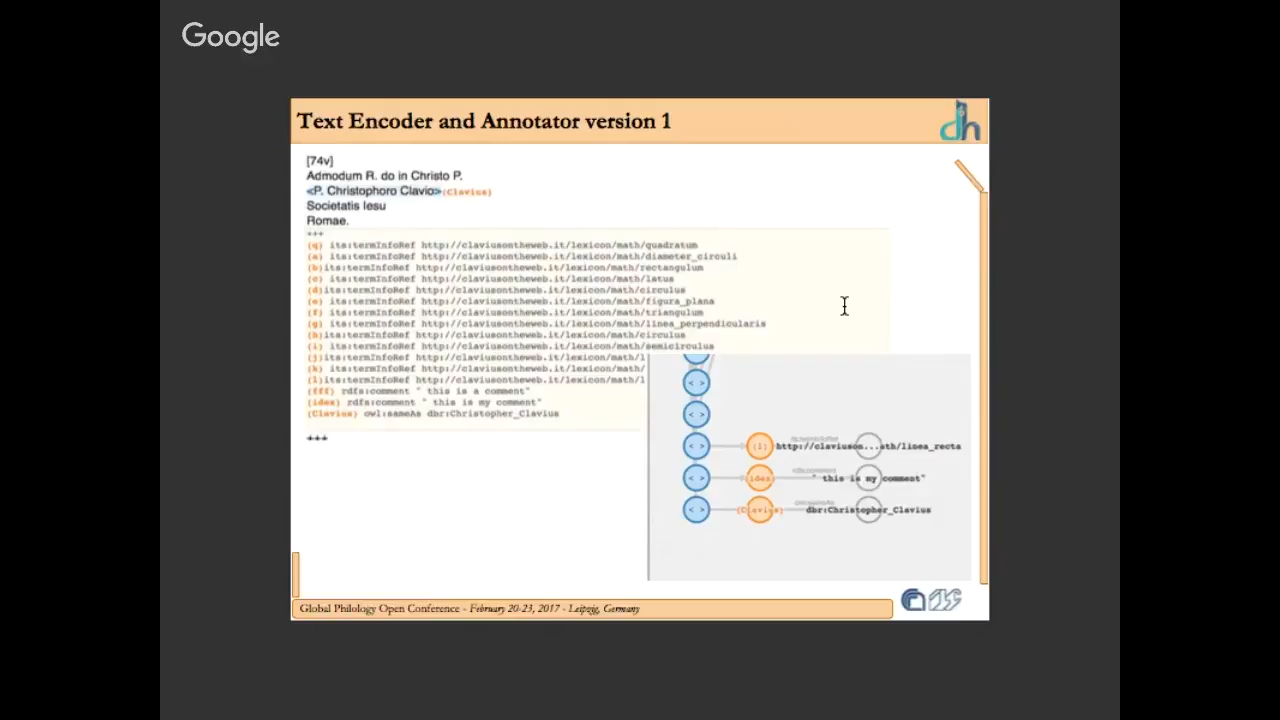 Google
Text Encoder and Annotator version 1
dh
[74v]
Admodum R. do in Christo P.
<P. Christophoro Clavio>(Clavius)
Societatis Iesu
Romae.
+++
(q) its:termInfoRef http://claviusontheweb.it/lexicon/math/quadratum
(a) its:termInfoRef http://claviusontheweb.it/lexicon/math/diameter_circuli
(b)its:termInfoRef http://claviusontheweb.it/lexicon/math/rectangulum
(c) its:termInfoRef http://claviusontheweb.it/lexicon/math/latus
(d)its:termInfoRef http://claviusontheweb.it/lexicon/math/circulus
(e) its:termInfoRef http://claviusontheweb.it/lexicon/math/figura_plana
(f) its:termInfoRef http://claviusontheweb.it/lexicon/math/triangulum
(g) its:termInfoRef http://claviusontheweb.it/lexicon/math/linea_perpendicularis
(h)its:termInfoRef http://claviusontheweb.it/lexicon/math/circulus
(i) its:termInfoRef http://claviusontheweb.it/lexicon/math/semicirculus
(j)its:termInfoRef http://claviusontheweb.it/lexicon/math/l
(k) its:termInfoRef http://claviusontheweb.it/lexicon/math/
(l)its:termInfoRef http://claviusontheweb.it/lexicon/math/l
(fff) rdfs:comment " this is a comment"
(idex) rdfs:comment " this is my comment"
(Clavius) owl:sameAs dbr:Christopher_Clavius
+++
< >
< >
< > (l) its:termInfoRef http://claviuson...ath/linea_recta
< > (idex) rdfs:comment " this is my comment"
< > (Clavius) owl:sameAs dbr:Christopher_Clavius
Global Philology Open Conference - February 20-23, 2017 - Leipzig, Germany